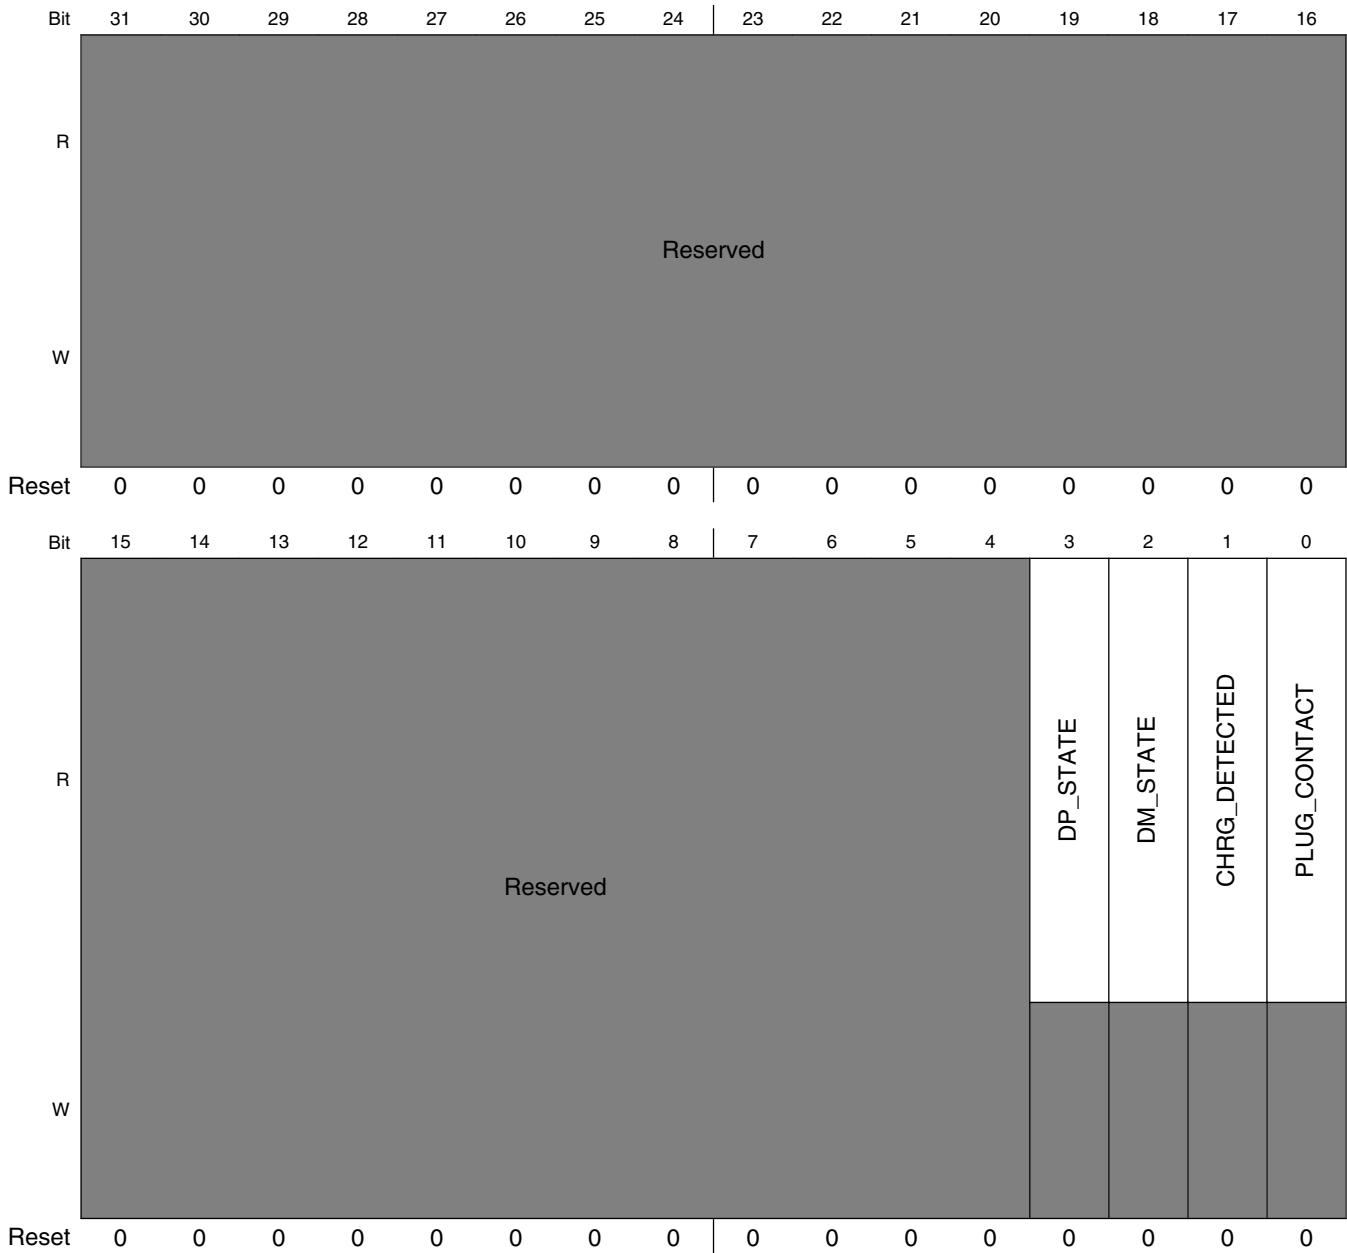 Bit 31 30 29 28 27 26 25 24 23 22 21 20 19 18 17 16
R
Reserved
W
Reset 0 0 0 0 0 0 0 0 0 0 0 0 0 0 0 0
Bit 15 14 13 12 11 10 9 8 7 6 5 4 3 2 1 0
R
DP_STATE
DM_STATE
CHRG_DETECTED
PLUG_CONTACT
Reserved
W
Reset 0 0 0 0 0 0 0 0 0 0 0 0 0 0 0 0